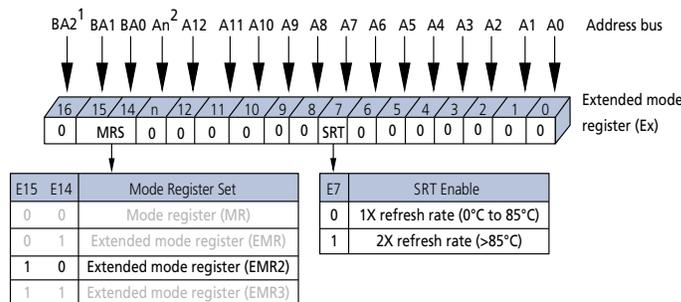 BA2¹ BA1 BA0 An² A12 A11 A10 A9 A8 A7 A6 A5 A4 A3 A2 A1 A0 Address bus
16 15 14 n 12 11 10 9 8 7 6 5 4 3 2 1 0 Extended mode
register (Ex)
0 MRS 0 0 0 0 0 0 SRT 0 0 0 0 0 0 0
E15 E14 Mode Register Set
0 0 Mode register (MR)
0 1 Extended mode register (EMR)
1 0 Extended mode register (EMR2)
1 1 Extended mode register (EMR3)
E7 SRT Enable
0 1X refresh rate (0°C to 85°C)
1 2X refresh rate (>85°C)